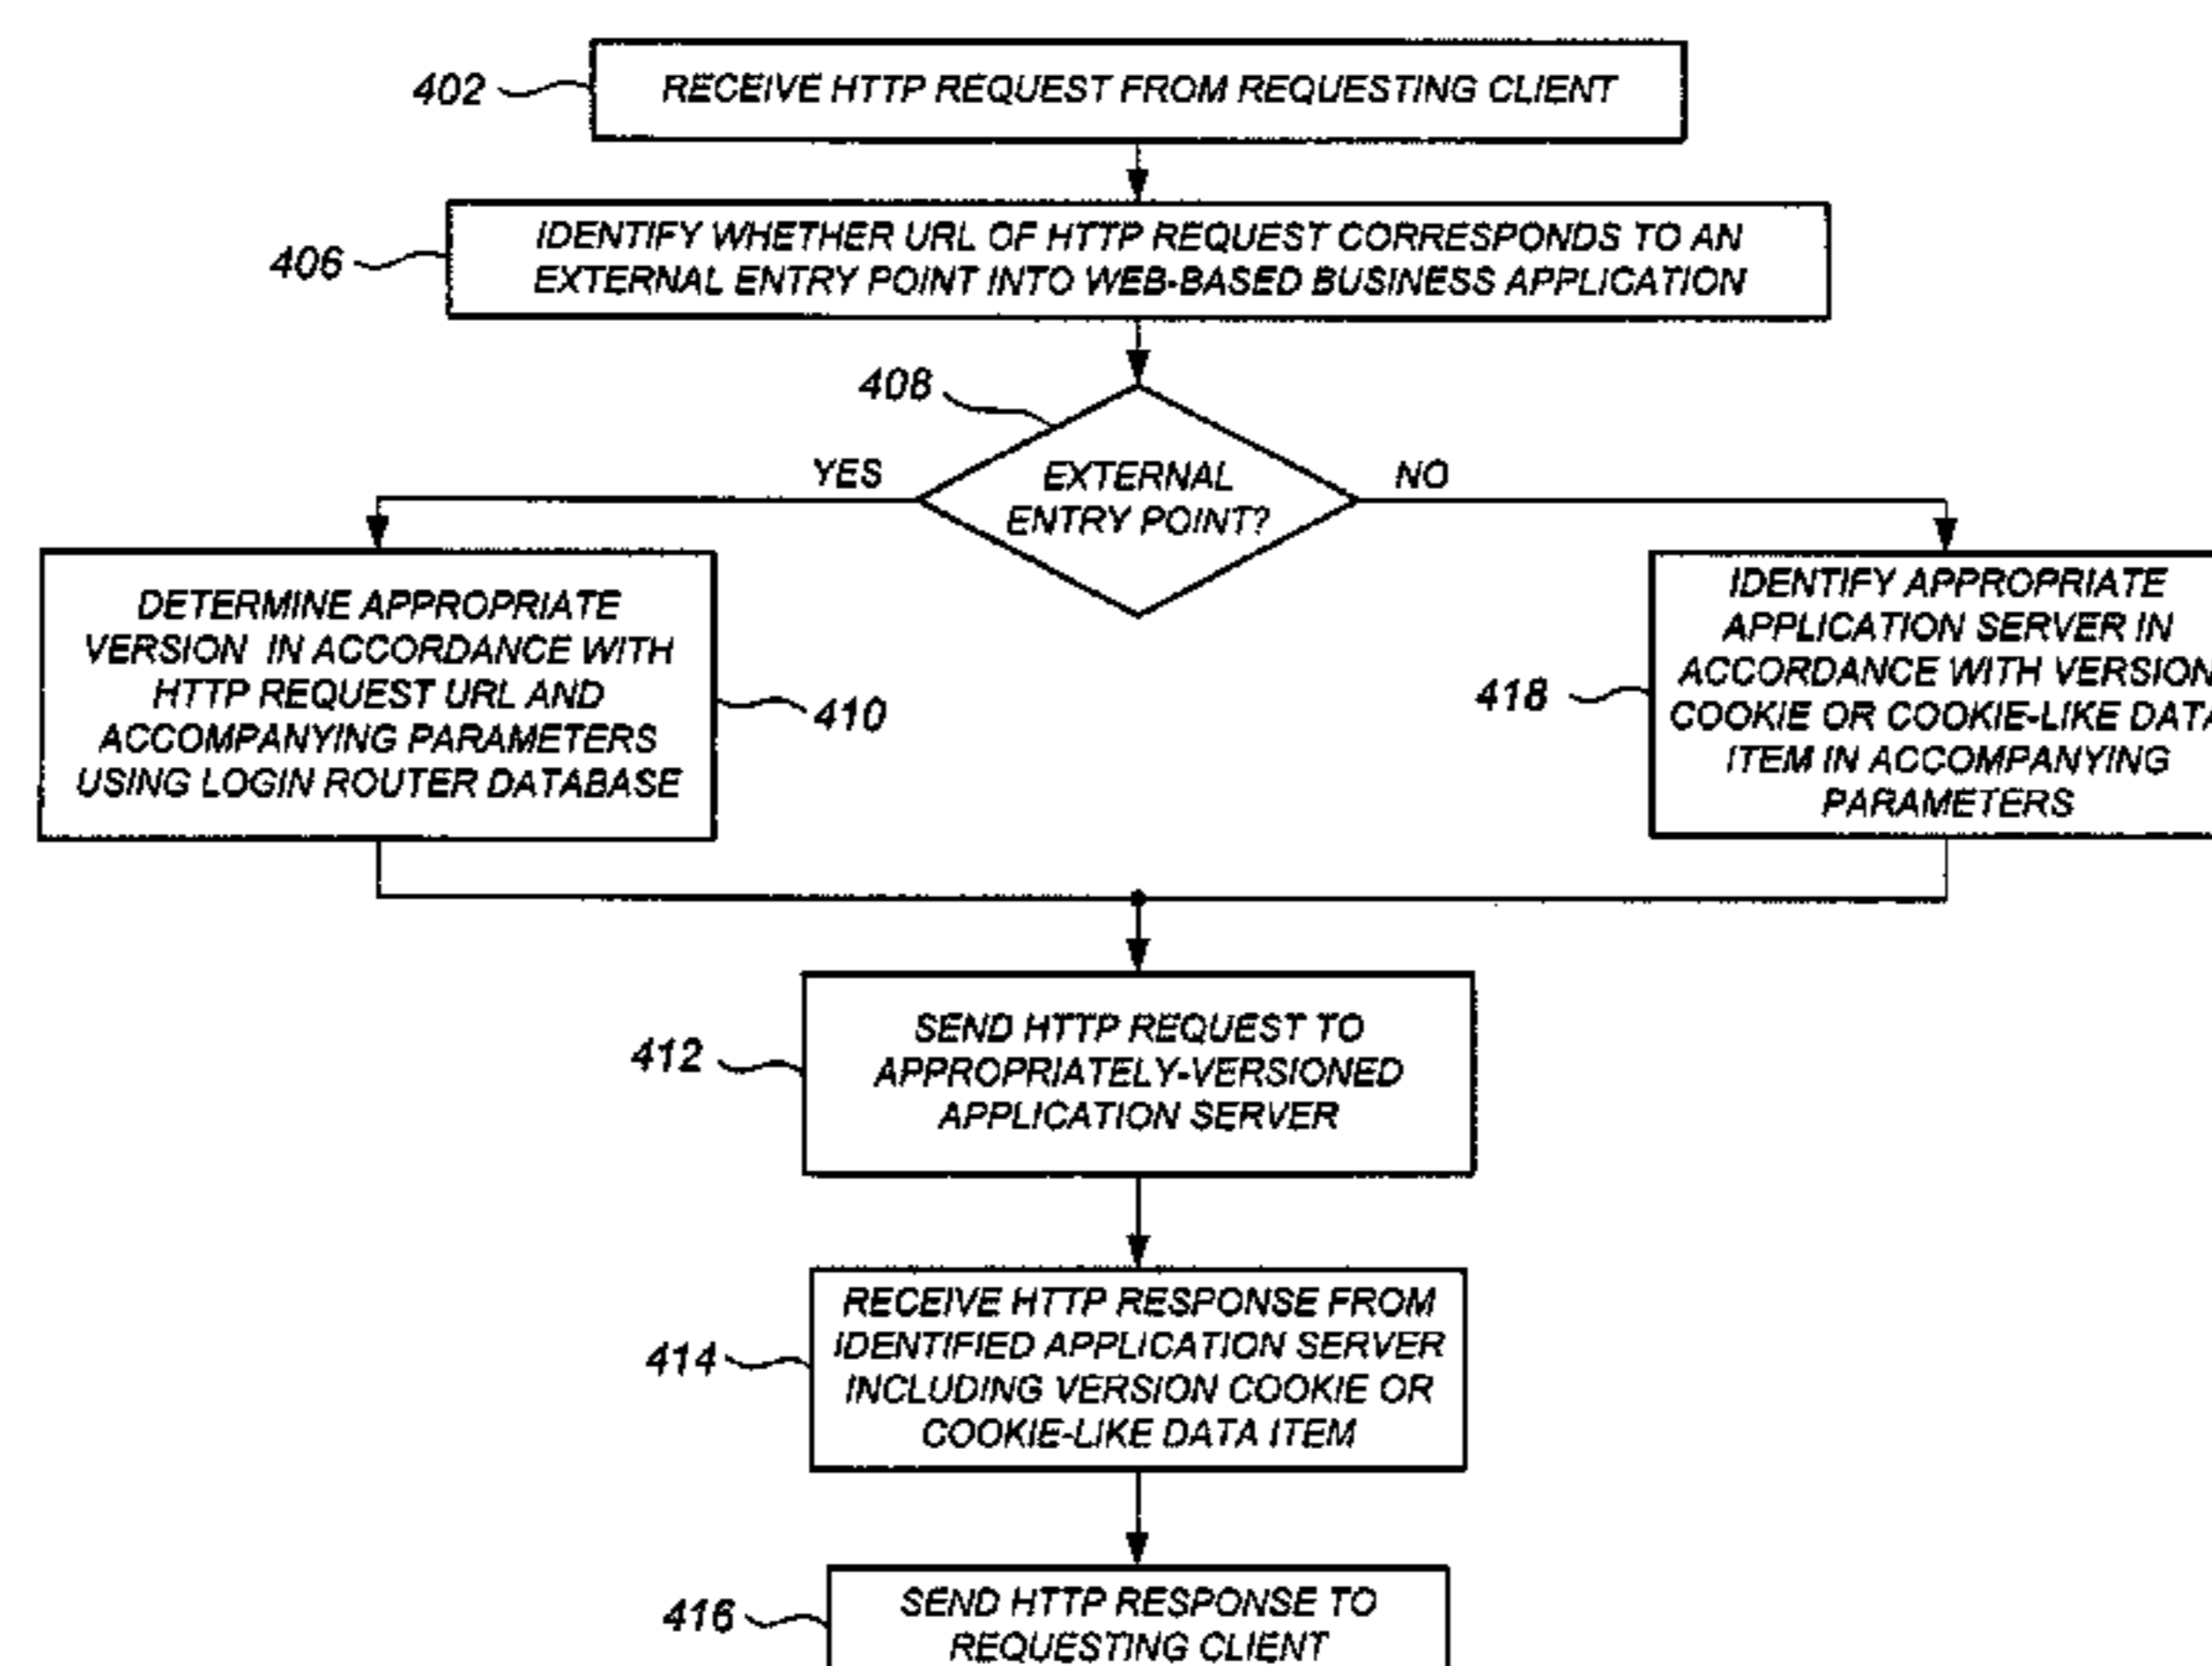 402
RECEIVE HTTP REQUEST FROM REQUESTING CLIENT
406
IDENTIFY WHETHER URL OF HTTP REQUEST CORRESPONDS TO AN
EXTERNAL ENTRY POINT INTO WEB-BASED BUSINESS APPLICATION
408
YES
EXTERNAL
ENTRY POINT?
NO
DETERMINE APPROPRIATE
VERSION IN ACCORDANCE WITH
HTTP REQUEST URL AND
ACCOMPANYING PARAMETERS
USING LOGIN ROUTER DATABASE
410
418
IDENTIFY APPROPRIATE
APPLICATION SERVER IN
ACCORDANCE WITH VERSION
COOKIE OR COOKIE-LIKE DATA
ITEM IN ACCOMPANYING
PARAMETERS
412
SEND HTTP REQUEST TO
APPROPRIATELY-VERSIONED
APPLICATION SERVER
414
RECEIVE HTTP RESPONSE FROM
IDENTIFIED APPLICATION SERVER
INCLUDING VERSION COOKIE OR
COOKIE-LIKE DATA ITEM
416
SEND HTTP RESPONSE TO
REQUESTING CLIENT